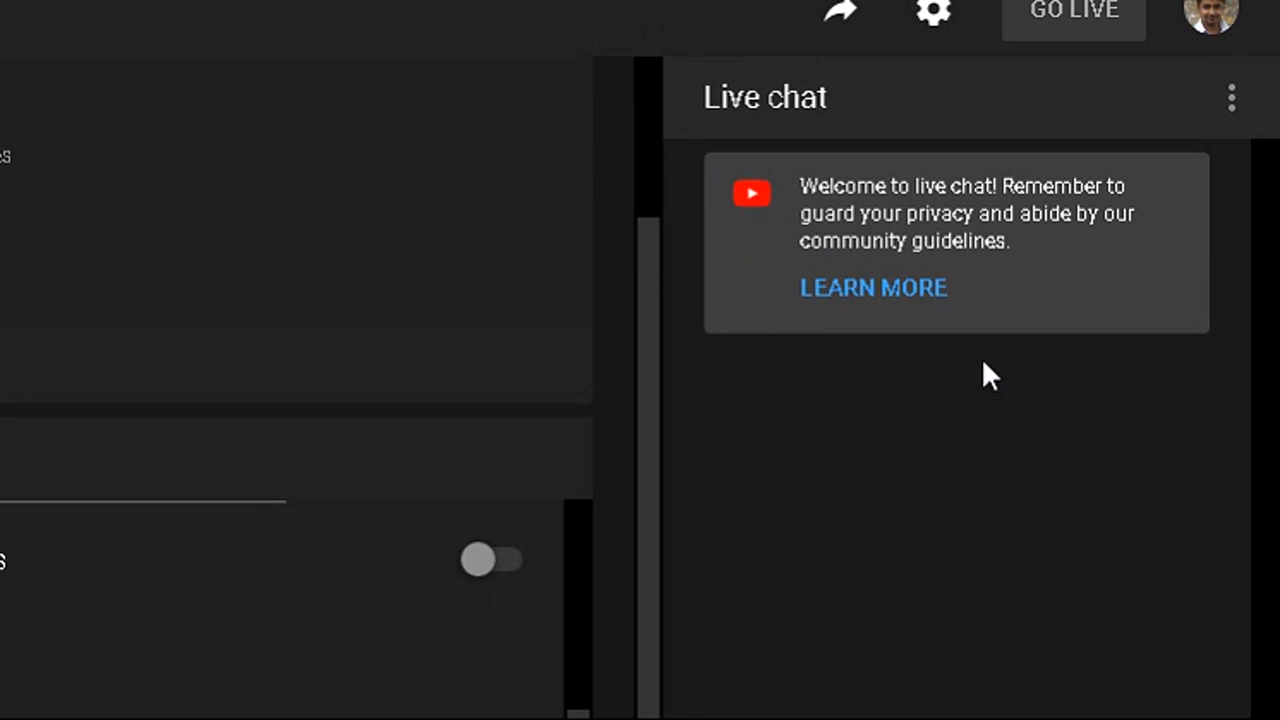 GO LIVE
Live chat
es
Welcome to live chat! Remember to
guard your privacy and abide by our
community guidelines.
LEARN MORE
s